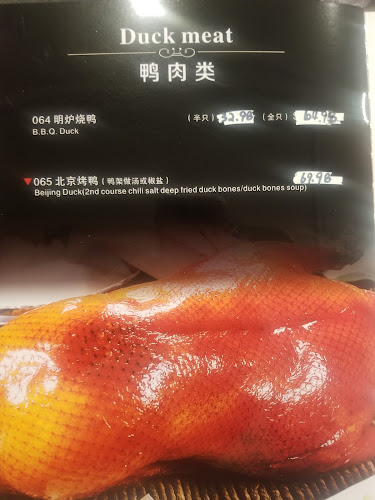 Duck meat
鸭肉类
064 明炉烧鸭 (半只) 32.98 (全只) 64.98
B.B.Q. Duck
▼065 北京烤鸭 (鸭架做汤或椒盐) 69.98
Beijing Duck(2nd course chili salt deep fried duck bones/duck bones soup)